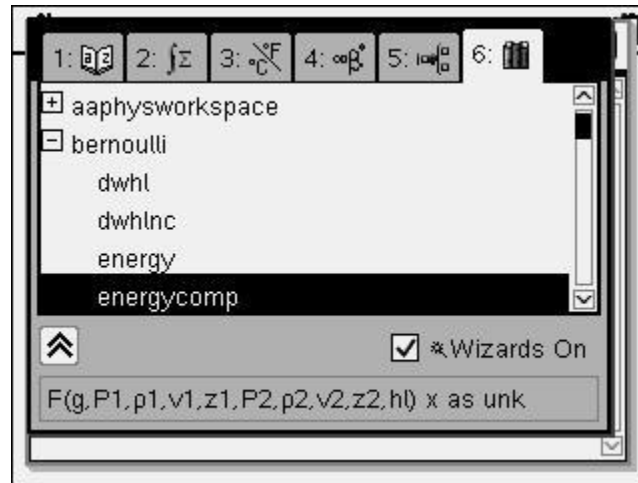 1: 2: ∫Σ 3: °C°F 4: ∞β° 5: 6:
aaphysworkspace
bernoulli
dwhl
dwhlnc
energy
energycomp
Wizards On
F(g,P1,ρ1,v1,z1,P2,ρ2,v2,z2,hl) x as unk